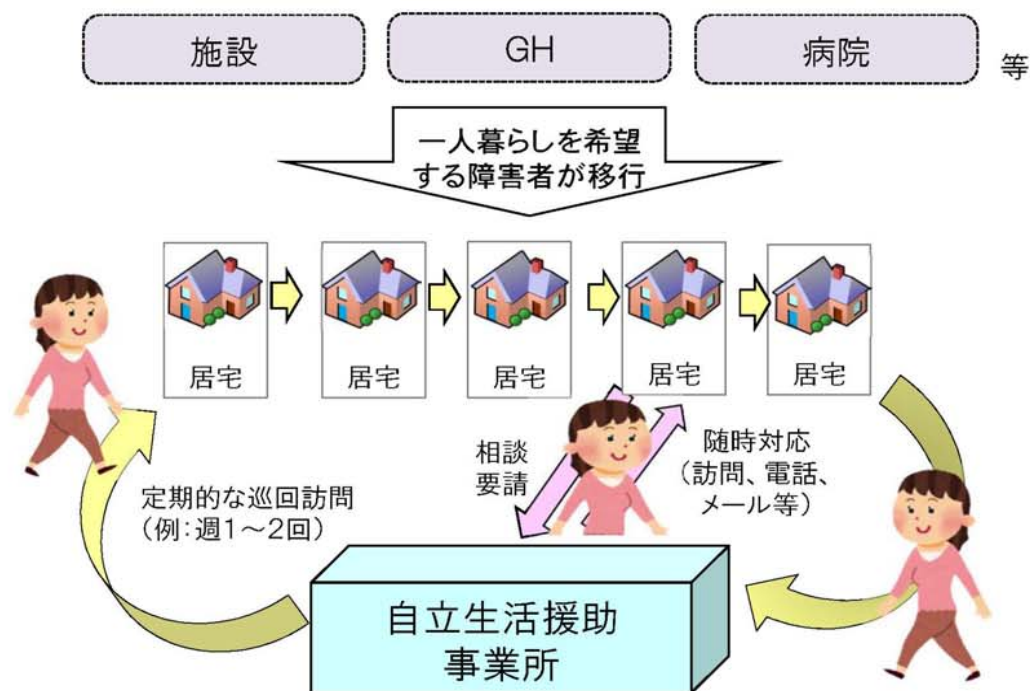 施設
GH
病院
等
一人暮らしを希望
する障害者が移行
居宅
居宅
居宅
居宅
居宅
相談
要請
随時対応
(訪問、電話、
メール等)
定期的な巡回訪問
(例:週1~2回)
自立生活援助
事業所